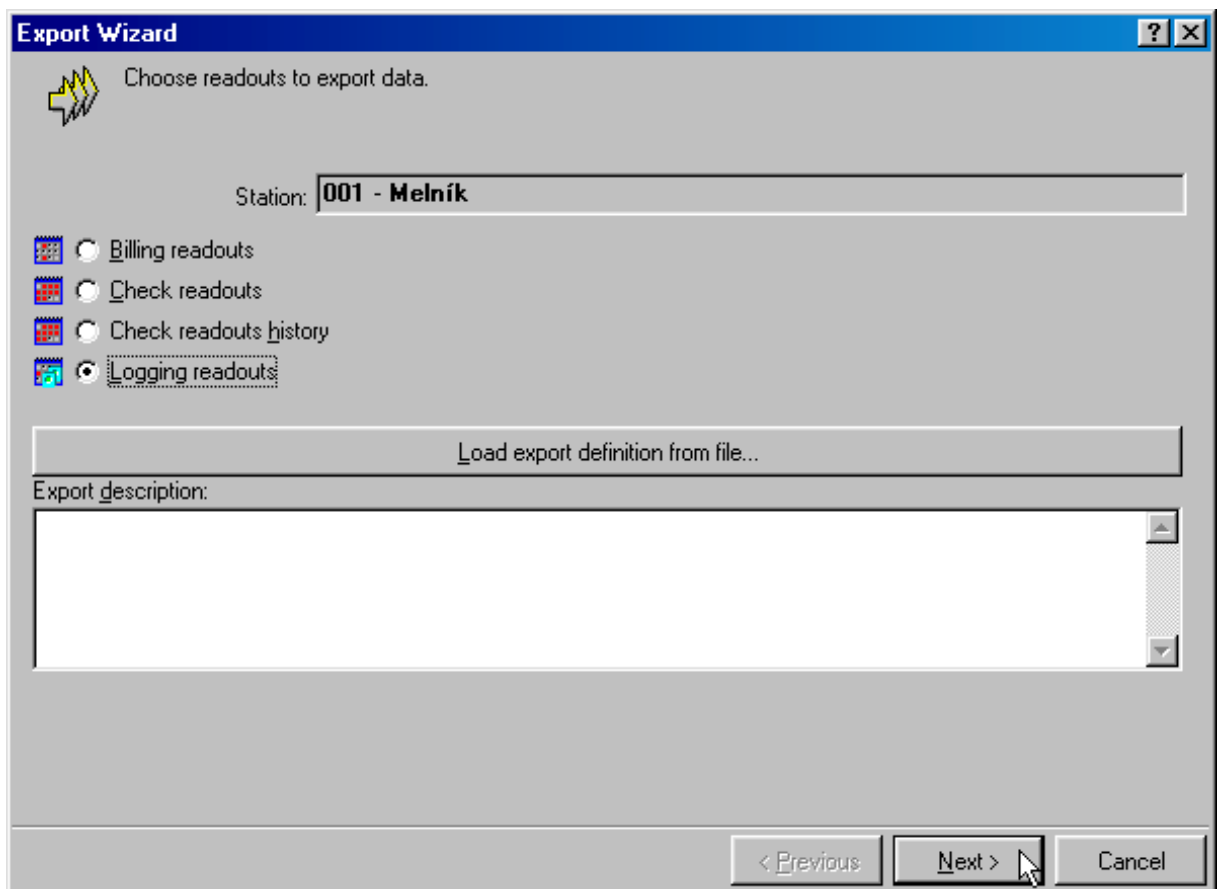 Export Wizard
Choose readouts to export data.
Station: 001 - Melník
Billing readouts
Check readouts
Check readouts history
Logging readouts
Load export definition from file...
Export description:
< Previous Next > Cancel